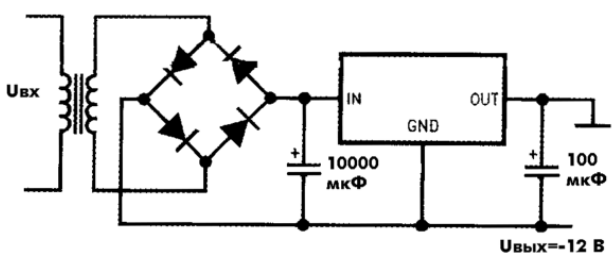 Uвх
IN
OUT
GND
+
10000
мкФ
+
100
мкФ
Uвых=-12 В